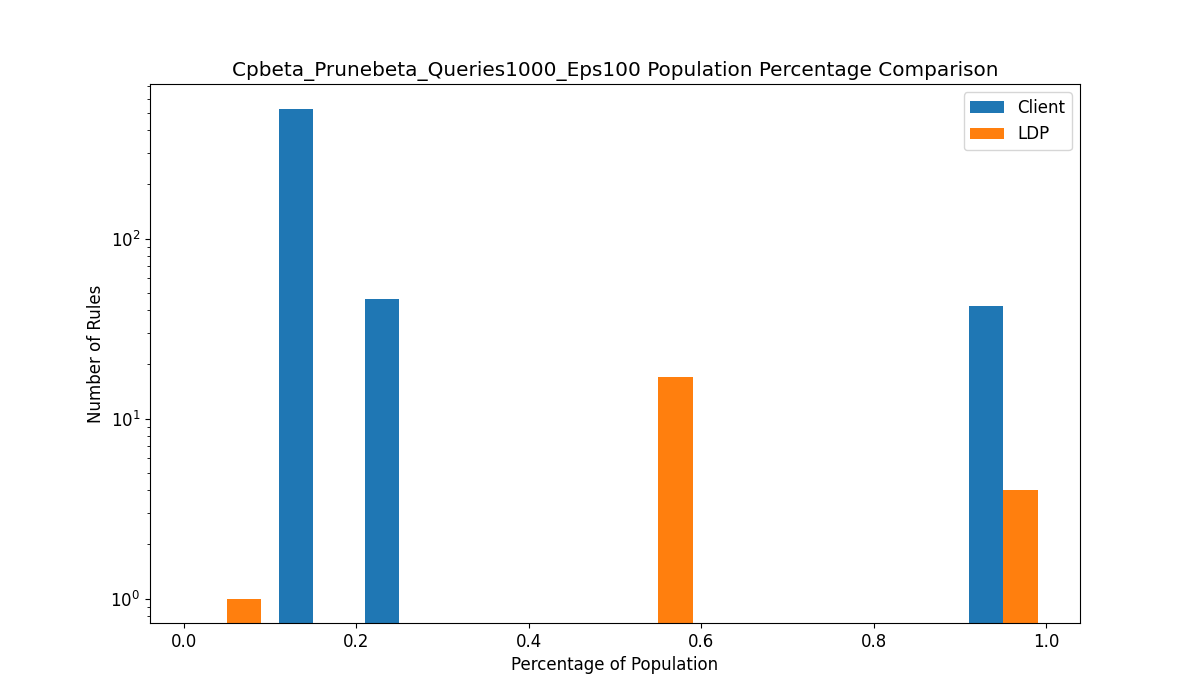 Cpbeta_Prunebeta_Queries1000_Eps100 Population Percentage Comparison
Client
LDP
10²
10¹
10⁰
Number of Rules
0.0 0.2 0.4 0.6 0.8 1.0
Percentage of Population